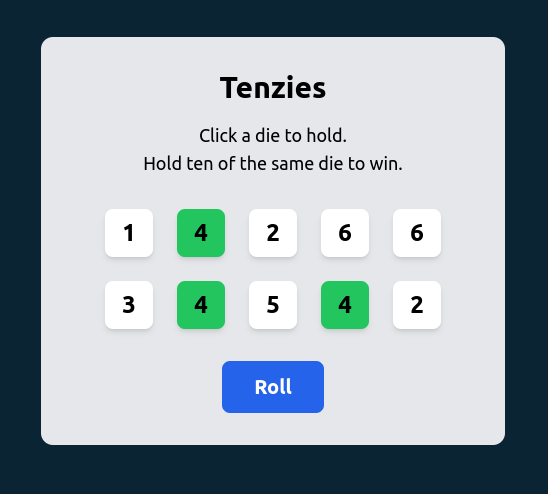 Tenzies
Click a die to hold.
Hold ten of the same die to win.
1 4 2 6 6
3 4 5 4 2
Roll